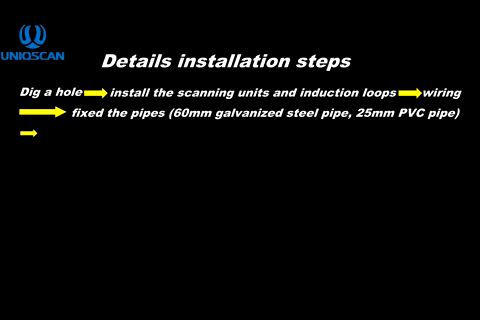 UNIQSCAN
Details installation steps
Dig a hole install the scanning units and induction loops wiring
fixed the pipes (60mm galvanized steel pipe, 25mm PVC pipe)